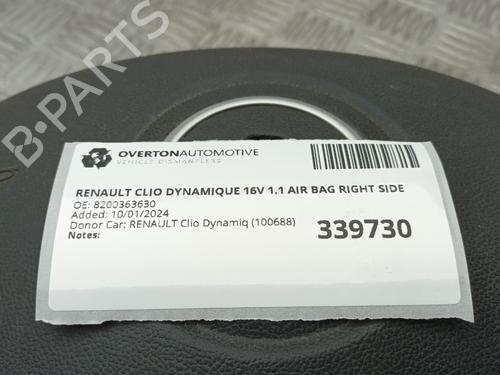 B-PARTS
OVERTONAUTOMOTIVE
VEHICLE DISMANTLESS
RENAULT CLIO DYNAMIQUE 16V 1.1 AIR BAG RIGHT SIDE
OE: 8200363630
Added: 10/01/2024
Donor Car: RENAULT Clio Dynamiq (100688)
Notes:
339730